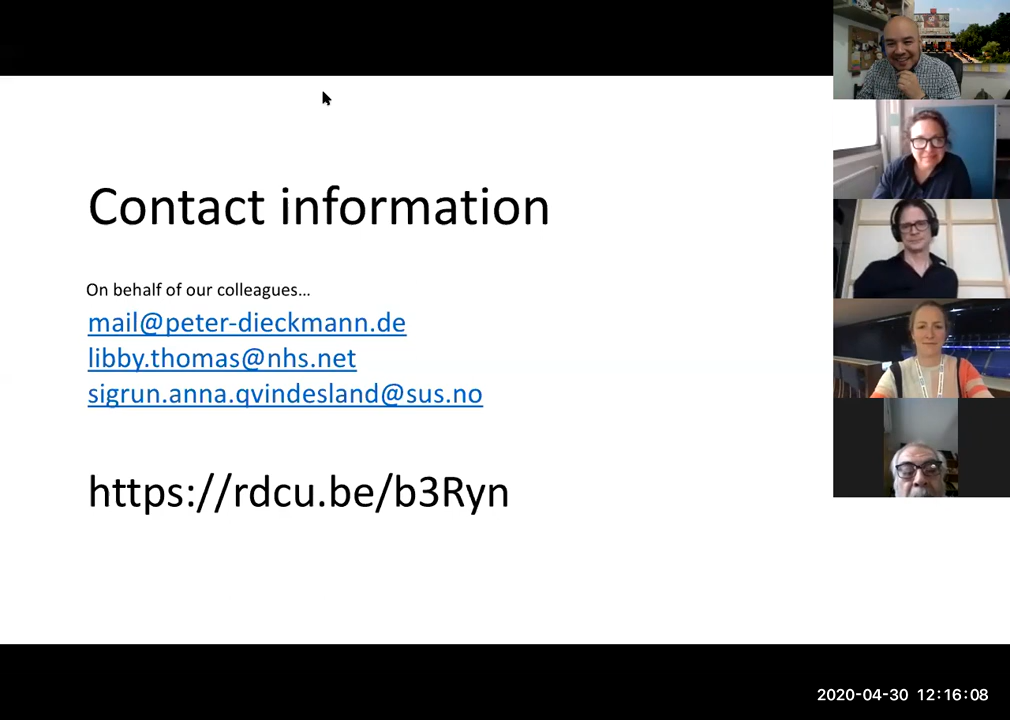 Contact information
On behalf of our colleagues...
mail@peter-dieckmann.de
libby.thomas@nhs.net
sigrun.anna.qvindesland@sus.no
https://rdcu.be/b3Ryn
2020-04-30 12:16:08